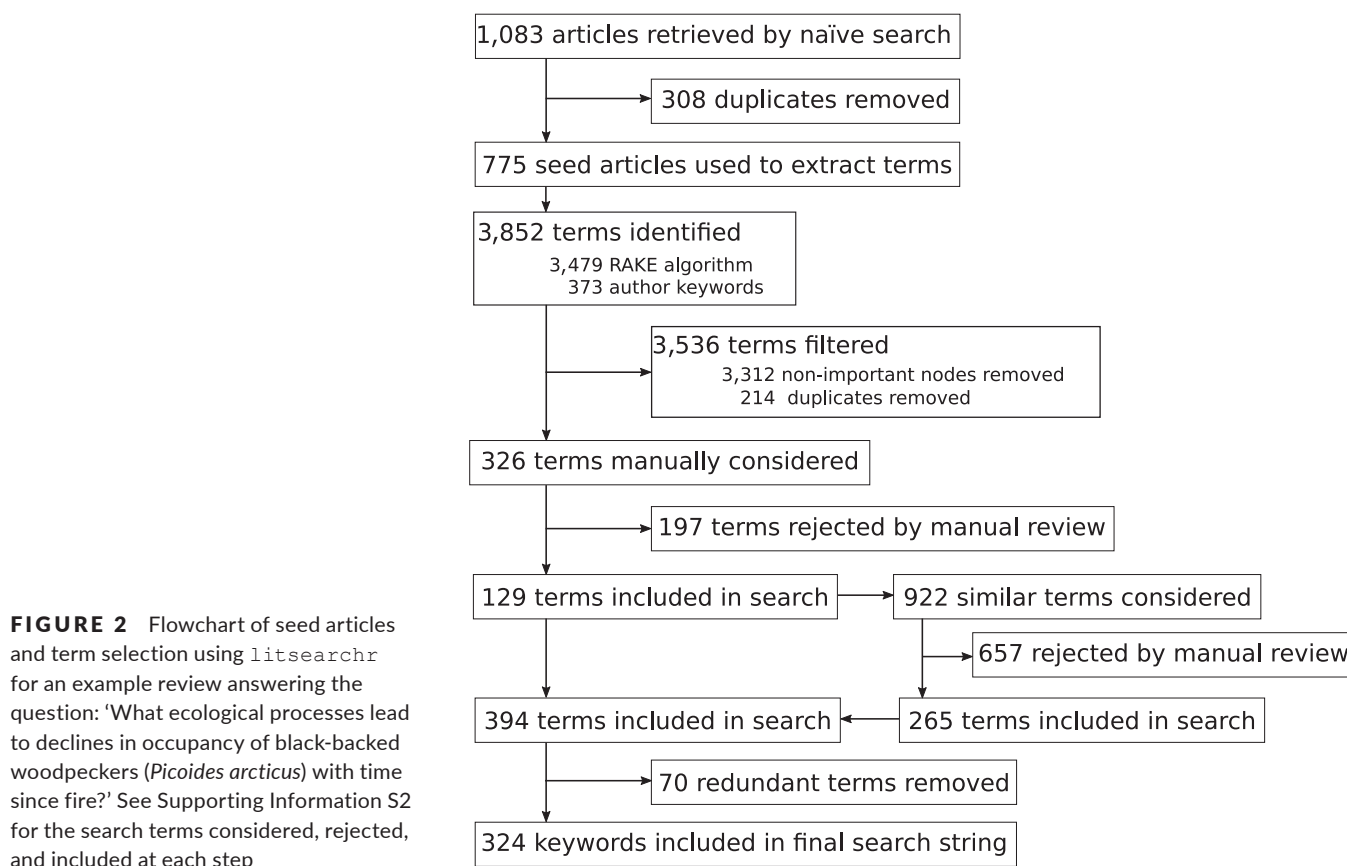 1,083 articles retrieved by naïve search
308 duplicates removed
775 seed articles used to extract terms
3,852 terms identified
3,479 RAKE algorithm
373 author keywords
3,536 terms filtered
3,312 non-important nodes removed
214 duplicates removed
326 terms manually considered
197 terms rejected by manual review
129 terms included in search
922 similar terms considered
657 rejected by manual review
394 terms included in search
265 terms included in search
70 redundant terms removed
324 keywords included in final search string
FIGURE 2 Flowchart of seed articles
and term selection using litsearchr
for an example review answering the
question: ‘What ecological processes lead
to declines in occupancy of black-backed
woodpeckers (Picoides arcticus) with time
since fire?’ See Supporting Information S2
for the search terms considered, rejected,
and included at each step